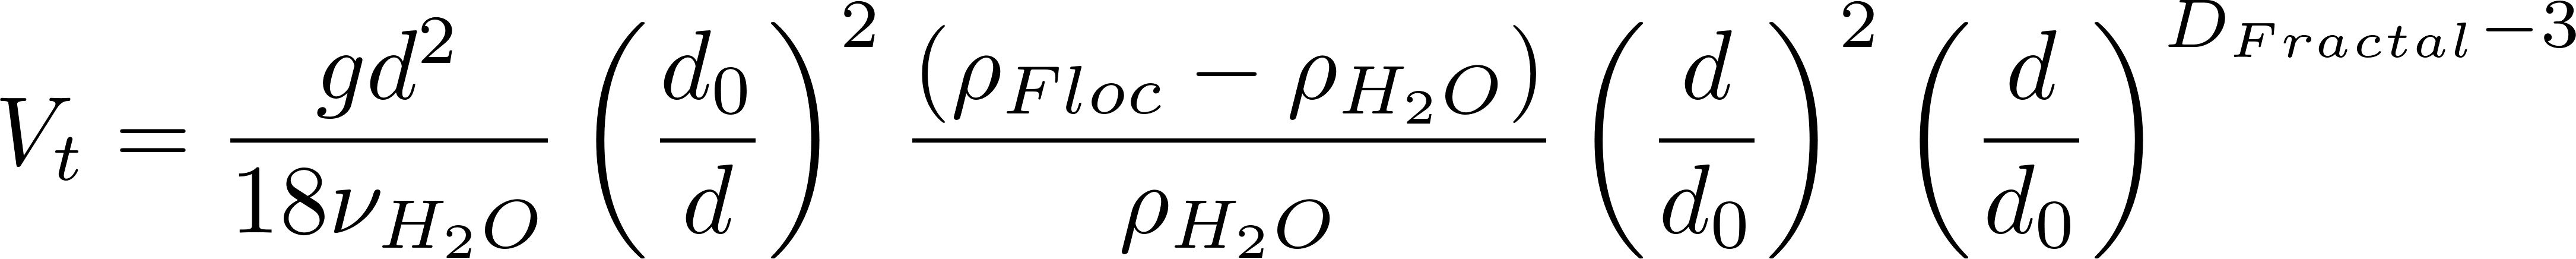 V_t = \frac{gd^2}{18\nu_{H_2O}} \left(\frac{d_0}{d}\right)^2 \frac{(\rho_{Floc} - \rho_{H_2O})}{\rho_{H_2O}} \left(\frac{d}{d_0}\right)^2 \left(\frac{d}{d_0}\right)^{D_{Fractal}-3}